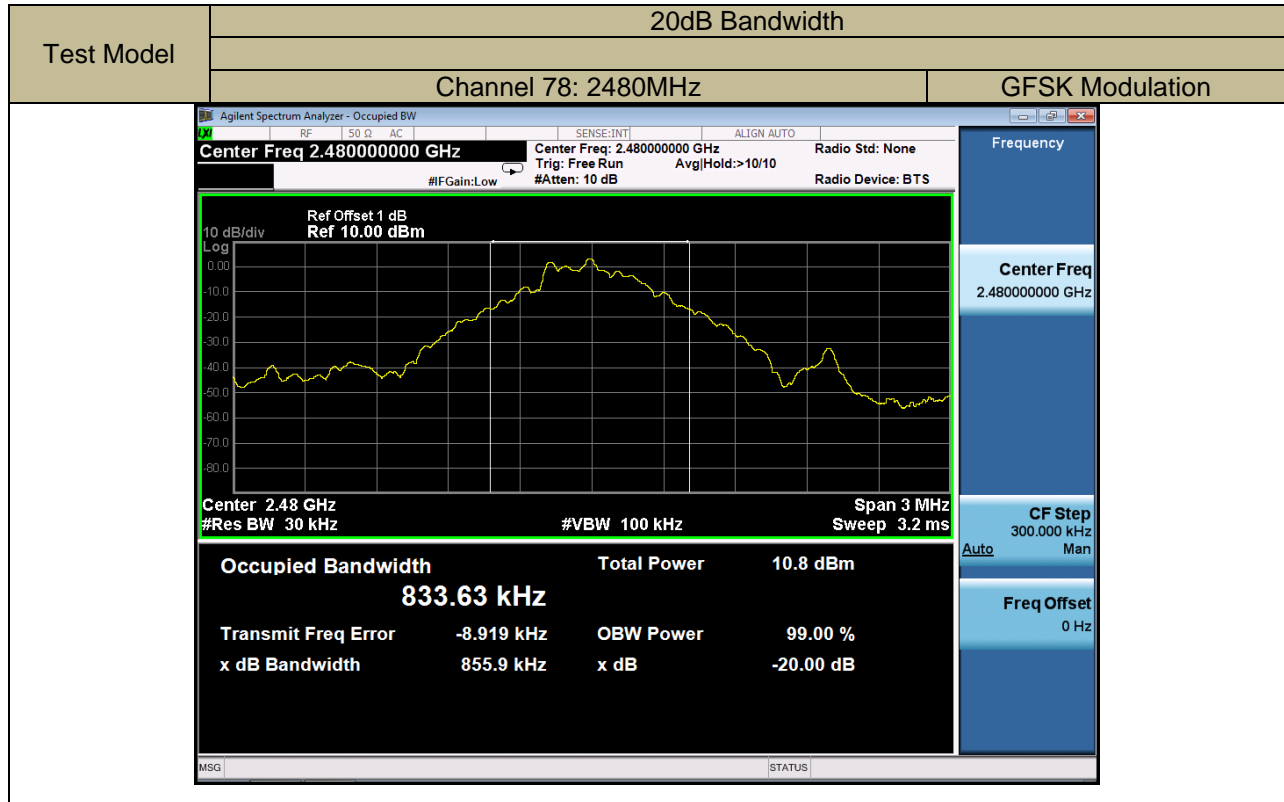 20dB Bandwidth
Test Model
Channel 78: 2480MHz GFSK Modulation
Agilent Spectrum Analyzer - Occupied BW
LXI RF 50 Ω AC SENSE:INT ALIGN AUTO
Center Freq 2.480000000 GHz
Center Freq: 2.480000000 GHz Radio Std: None
Trig: Free Run Avg|Hold:>10/10
#IFGain:Low #Atten: 10 dB Radio Device: BTS
Ref Offset 1 dB
10 dB/div Ref 10.00 dBm
Log
0.00
-10.0
-20.0
-30.0
-40.0
-50.0
-60.0
-70.0
-80.0
Center 2.48 GHz Span 3 MHz
#Res BW 30 kHz #VBW 100 kHz Sweep 3.2 ms
Occupied Bandwidth Total Power 10.8 dBm
833.63 kHz
Transmit Freq Error -8.919 kHz OBW Power 99.00 %
x dB Bandwidth 855.9 kHz x dB -20.00 dB
MSG STATUS
Frequency
Center Freq
2.480000000 GHz
CF Step
300.000 kHz
Auto Man
Freq Offset
0 Hz